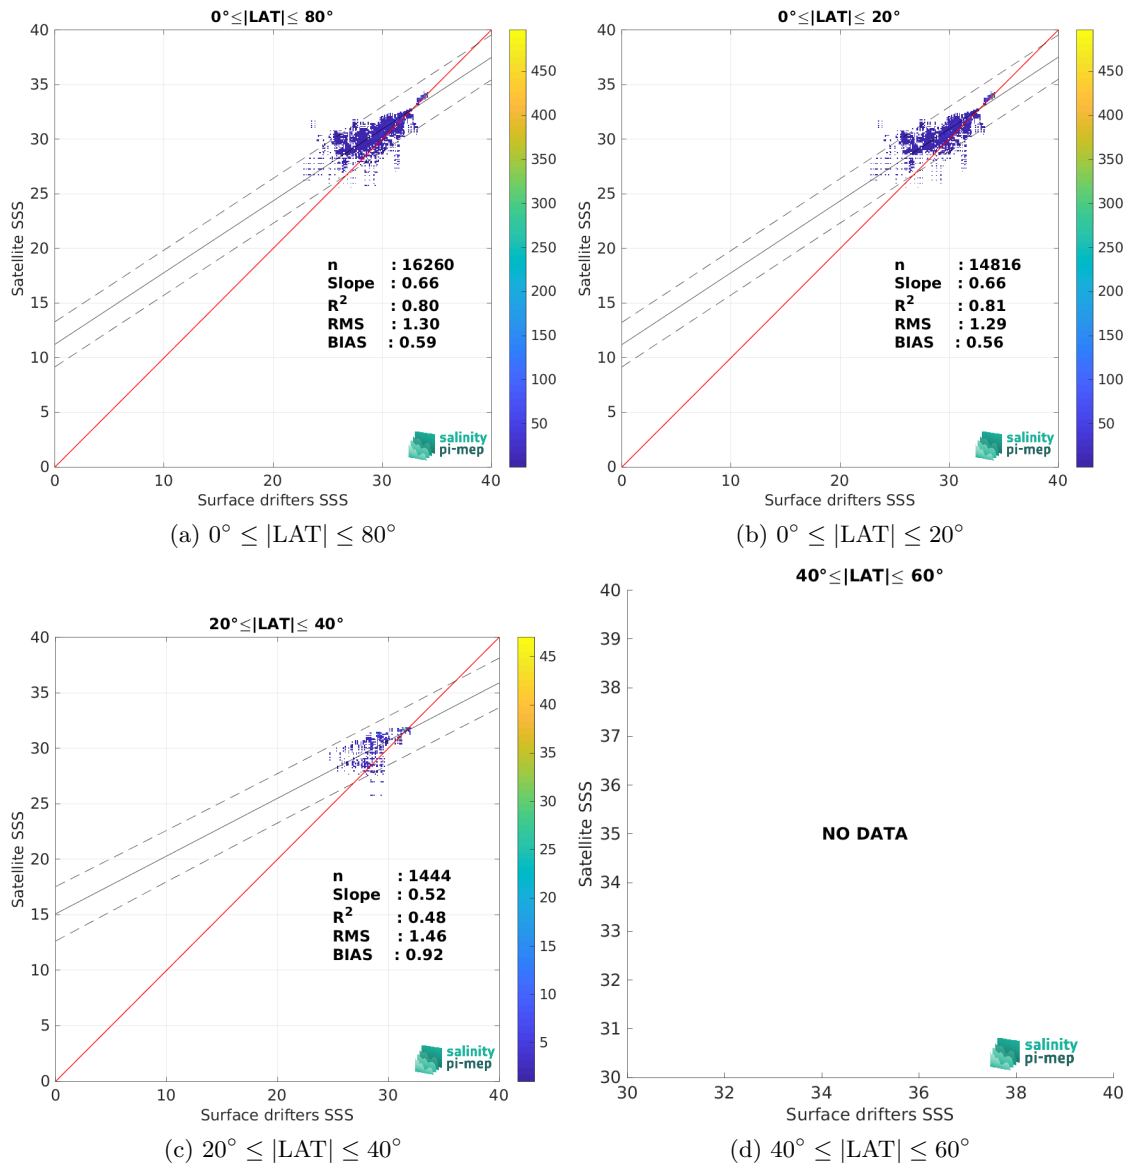 0°≤|LAT|≤ 80°
40
35
30
25
20
15
10
5
0
Satellite SSS
n : 16260
Slope : 0.66
R² : 0.80
RMS : 1.30
BIAS : 0.59
salinity
pi-mep
0 10 20 30 40
Surface drifters SSS
450
400
350
300
250
200
150
100
50
(a) 0° ≤ |LAT| ≤ 80°
0°≤|LAT|≤ 20°
40
35
30
25
20
15
10
5
0
Satellite SSS
n : 14816
Slope : 0.66
R² : 0.81
RMS : 1.29
BIAS : 0.56
salinity
pi-mep
0 10 20 30 40
Surface drifters SSS
450
400
350
300
250
200
150
100
50
(b) 0° ≤ |LAT| ≤ 20°
20°≤|LAT|≤ 40°
40
35
30
25
20
15
10
5
0
Satellite SSS
n : 1444
Slope : 0.52
R² : 0.48
RMS : 1.46
BIAS : 0.92
salinity
pi-mep
0 10 20 30 40
Surface drifters SSS
45
40
35
30
25
20
15
10
5
(c) 20° ≤ |LAT| ≤ 40°
40°≤|LAT|≤ 60°
40
39
38
37
36
35
34
33
32
31
30
Satellite SSS
NO DATA
salinity
pi-mep
30 32 34 36 38 40
Surface drifters SSS
(d) 40° ≤ |LAT| ≤ 60°